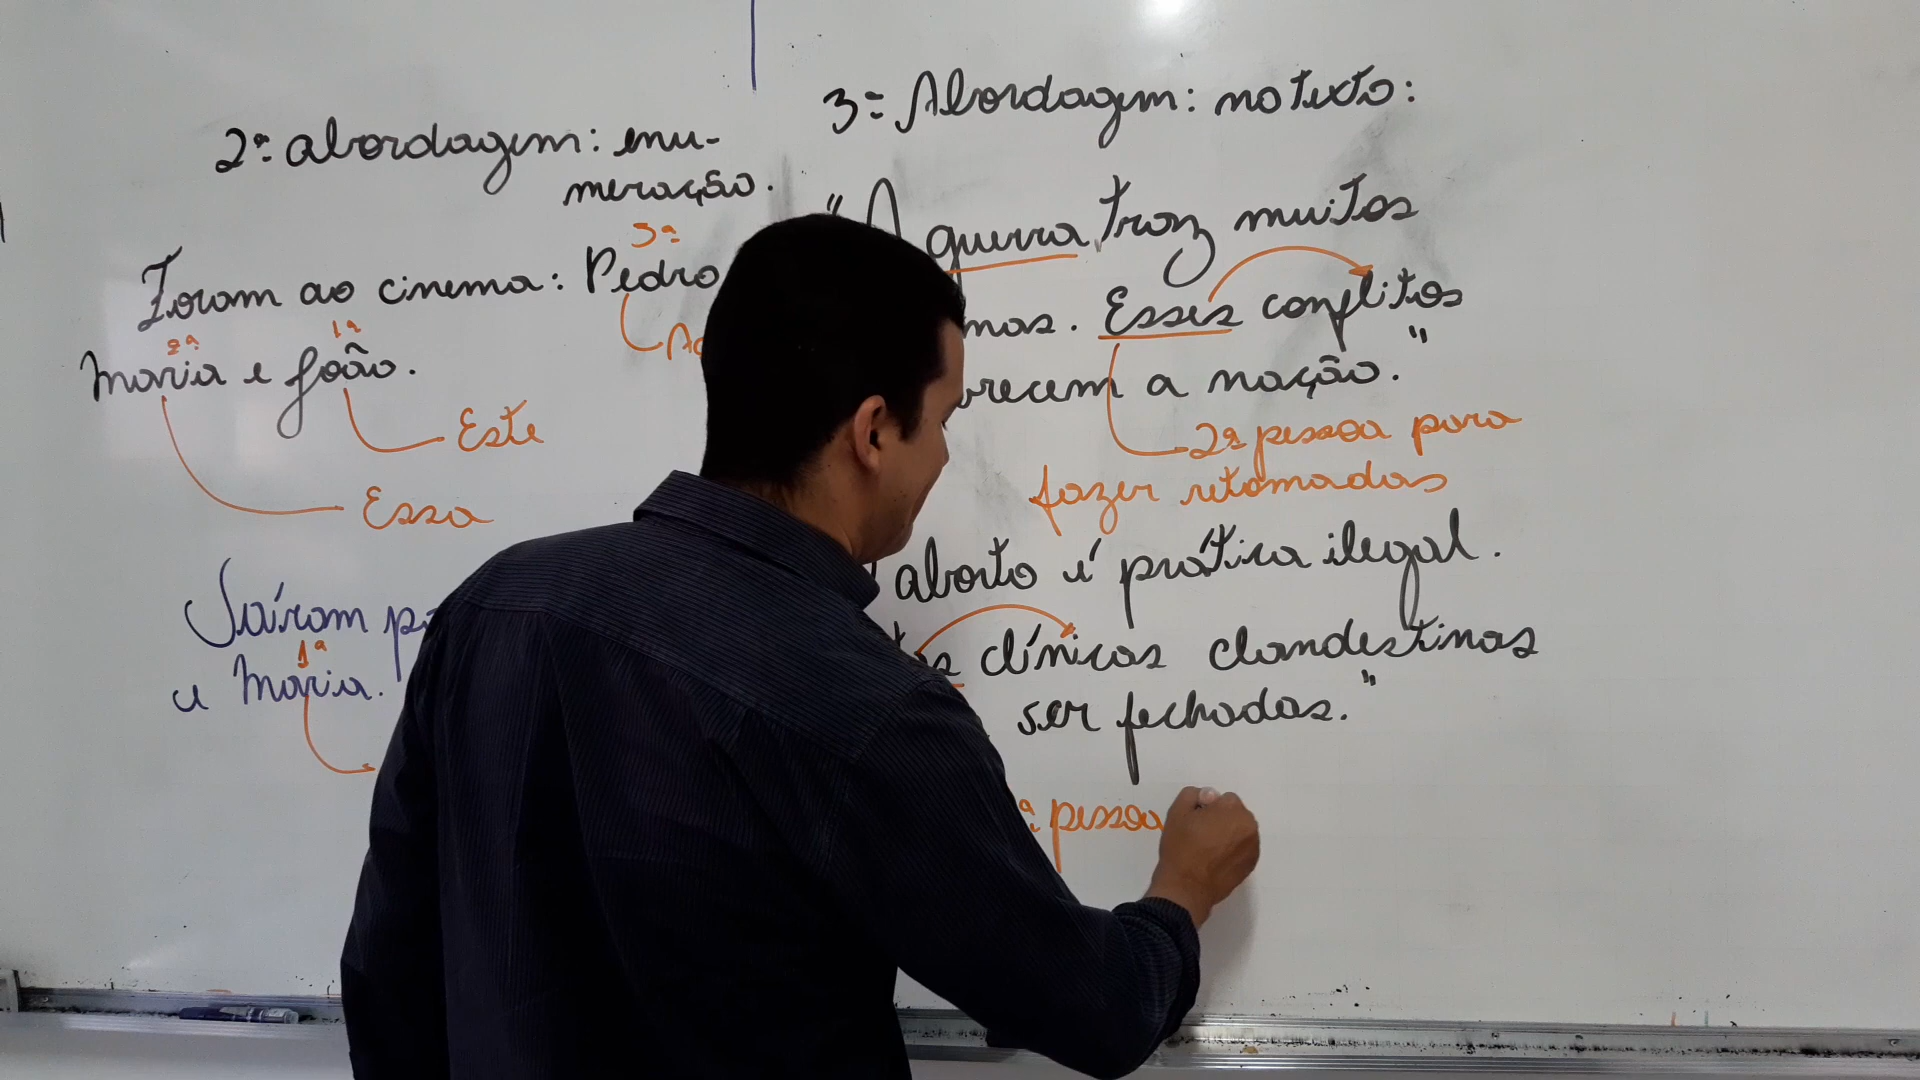 2ª abordagem: enu-
meração.
3ª
Foram ao cinema: Pedro
1ª
2ª
Maria e João.
Este
Essa
Saíram
1ª
e Maria.
3ª Abordagem: no texto:
"A guerra traz muitos
Esses conflitos
a nação."
2ª pessoa para
fazer retomadas
aborto é prática ilegal.
clínicas clandestinas
ser fechadas."
ª pessoa